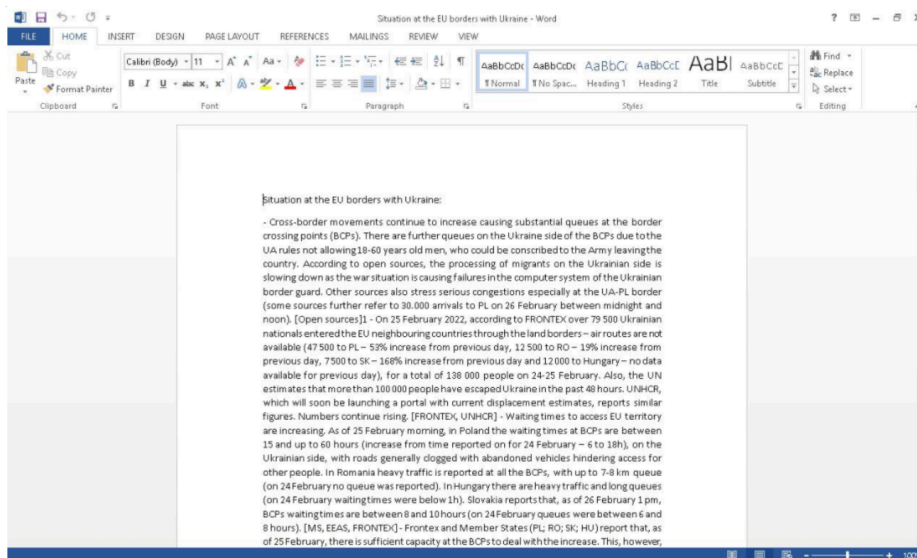 Situation at the EU borders with Ukraine - Word
FILE HOME INSERT DESIGN PAGE LAYOUT REFERENCES MAILINGS REVIEW VIEW
Cut
Copy
Format Painter
Paste
Calibri (Body) 11
Find
Replace
Select
AaBbCcDc AaBbCcDc AaBbCc AaBbCcC AaBl AaBbCcC
¶ Normal ¶ No Spac... Heading 1 Heading 2 Title Subtitle
Clipboard Font Paragraph Styles Editing
Situation at the EU borders with Ukraine:
- Cross-border movements continue to increase causing substantial queues at the border
crossing points (BCPs). There are further queues on the Ukraine side of the BCPs due to the
UA rules not allowing 18-60 years old men, who could be conscribed to the Army leaving the
country. According to open sources, the processing of migrants on the Ukrainian side is
slowing down as the war situation is causing failures in the computer system of the Ukrainian
border guard. Other sources also stress serious congestions especially at the UA-PL border
(some sources further refer to 30.000 arrivals to PL on 26 February between midnight and
noon). [Open sources]1 - On 25 February 2022, according to FRONTEX over 79 500 Ukrainian
nationals entered the EU neighbouring countries through the land borders – air routes are not
available (47 500 to PL – 53% increase from previous day, 12 500 to RO – 19% increase from
previous day, 7 500 to SK – 168% increase from previous day and 12 000 to Hungary – no data
available for previous day), for a total of 138 000 people on 24-25 February. Also, the UN
estimates that more than 100 000 people have escaped Ukraine in the past 48 hours. UNHCR,
which will soon be launching a portal with current displacement estimates, reports similar
figures. Numbers continue rising. [FRONTEX, UNHCR] - Waiting times to access EU territory
are increasing. As of 25 February morning, in Poland the waiting times at BCPs are between
15 and up to 60 hours (increase from time reported on for 24 February – 6 to 18h), on the
Ukrainian side, with roads generally clogged with abandoned vehicles hindering access for
other people. In Romania heavy traffic is reported at all the BCPs, with up to 7-8 km queue
(on 24 February no queue was reported). In Hungary there are heavy traffic and long queues
(on 24 February waiting times were below 1h). Slovakia reports that, as of 26 February 1 pm,
BCPs waiting times are between 8 and 10 hours (on 24 February queues were between 6 and
8 hours). [MS, EEAS, FRONTEX] - Frontex and Member States (PL; RO; SK; HU) report that, as
of 25 February, there is sufficient capacity at the BCPs to deal with the increase. This, however,